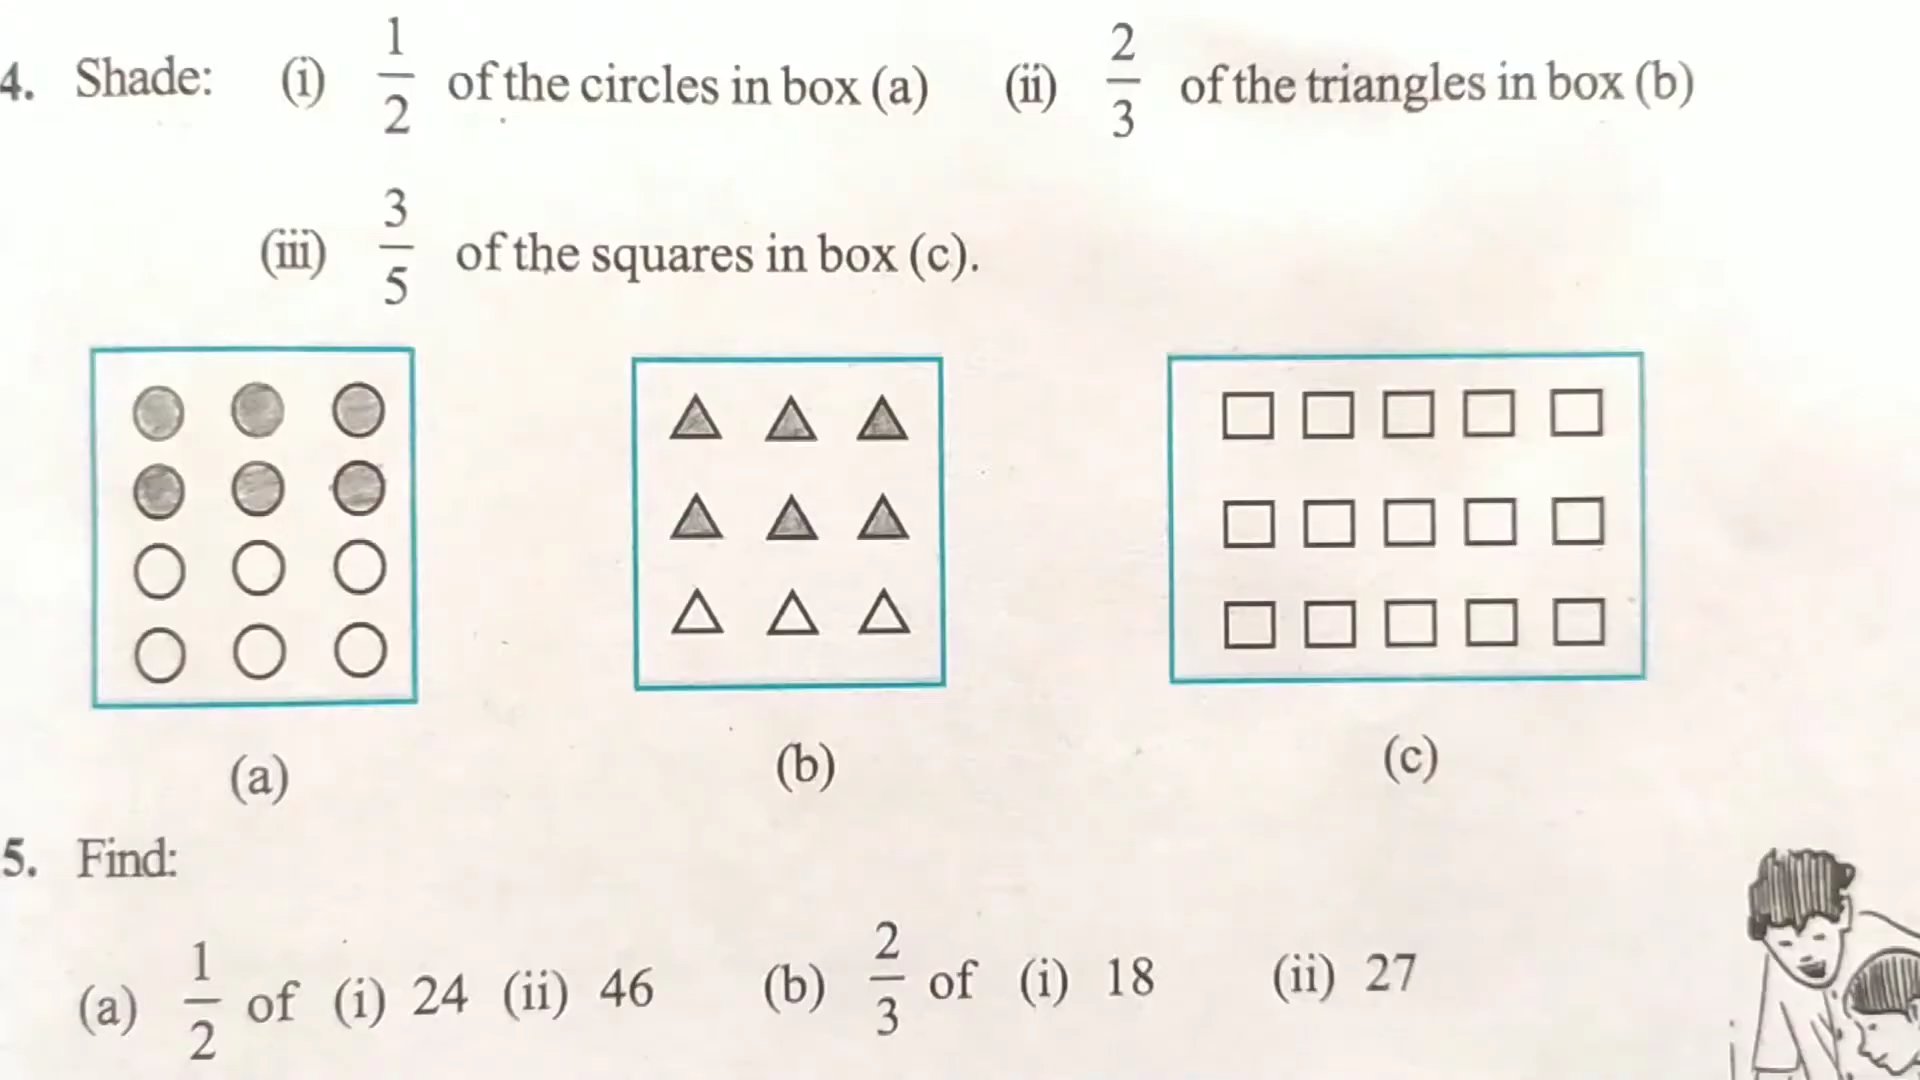 4. Shade: (i) 1/2 of the circles in box (a) (ii) 2/3 of the triangles in box (b)
(iii) 3/5 of the squares in box (c).
(a) (b) (c)
5. Find:
(a) 1/2 of (i) 24 (ii) 46 (b) 2/3 of (i) 18 (ii) 27